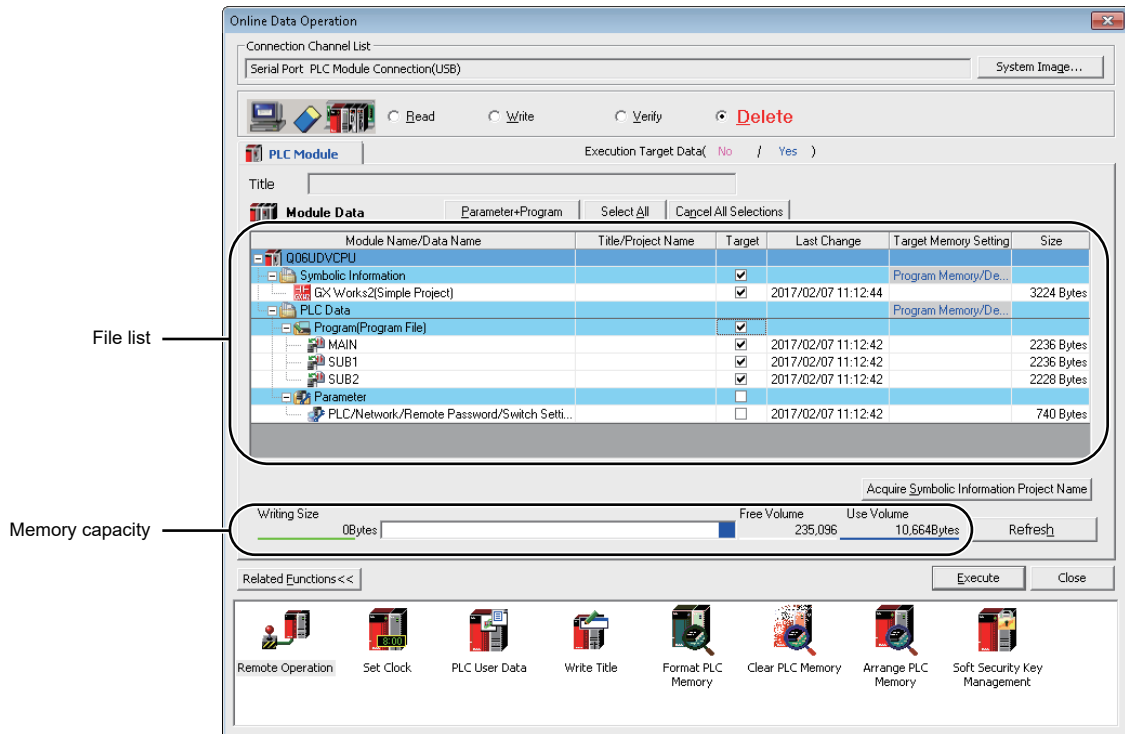 Online Data Operation
Connection Channel List
Serial Port PLC Module Connection(USB)
System Image...
Read
Write
Verify
Delete
PLC Module
Execution Target Data( No / Yes )
Title
Module Data
Parameter+Program
Select All
Cancel All Selections
Module Name/Data Name Title/Project Name Target Last Change Target Memory Setting Size
Q06UDVCPU
Symbolic Information Program Memory/De...
GX Works2(Simple Project) 2017/02/07 11:12:44 3224 Bytes
PLC Data Program Memory/De...
Program(Program File)
File list
MAIN 2017/02/07 11:12:42 2236 Bytes
SUB1 2017/02/07 11:12:42 2236 Bytes
SUB2 2017/02/07 11:12:42 2228 Bytes
Parameter
PLC/Network/Remote Password/Switch Setti... 2017/02/07 11:12:42 740 Bytes
Acquire Symbolic Information Project Name
Memory capacity
Writing Size Free Volume Use Volume
0Bytes 235,096 10,664Bytes
Refresh
Related Functions<<
Execute
Close
Remote Operation
Set Clock
8:00
PLC User Data
Write Title
Format PLC
Memory
Clear PLC Memory
Arrange PLC
Memory
Soft Security Key
Management